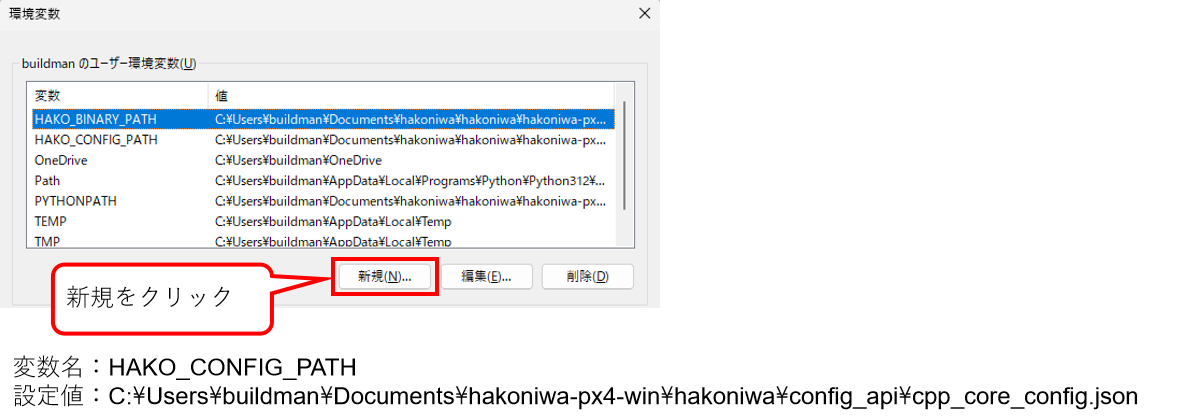 環境変数
buildman のユーザー環境変数(U)
変数 値
HAKO_BINARY_PATH C:¥Users¥buildman¥Documents¥hakoniwa¥hakoniwa¥hakoniwa-px...
HAKO_CONFIG_PATH C:¥Users¥buildman¥Documents¥hakoniwa¥hakoniwa¥hakoniwa-px...
OneDrive C:¥Users¥buildman¥OneDrive
Path C:¥Users¥buildman¥AppData¥Local¥Programs¥Python¥Python312¥...
PYTHONPATH C:¥Users¥buildman¥Documents¥hakoniwa¥hakoniwa¥hakoniwa-px...
TEMP C:¥Users¥buildman¥AppData¥Local¥Temp
TMP C:¥Users¥buildman¥AppData¥Local¥Temp
新規(N)... 編集(E)... 削除(D)
新規をクリック
変数名：HAKO_CONFIG_PATH
設定値：C:¥Users¥buildman¥Documents¥hakoniwa-px4-win¥hakoniwa¥config_api¥cpp_core_config.json